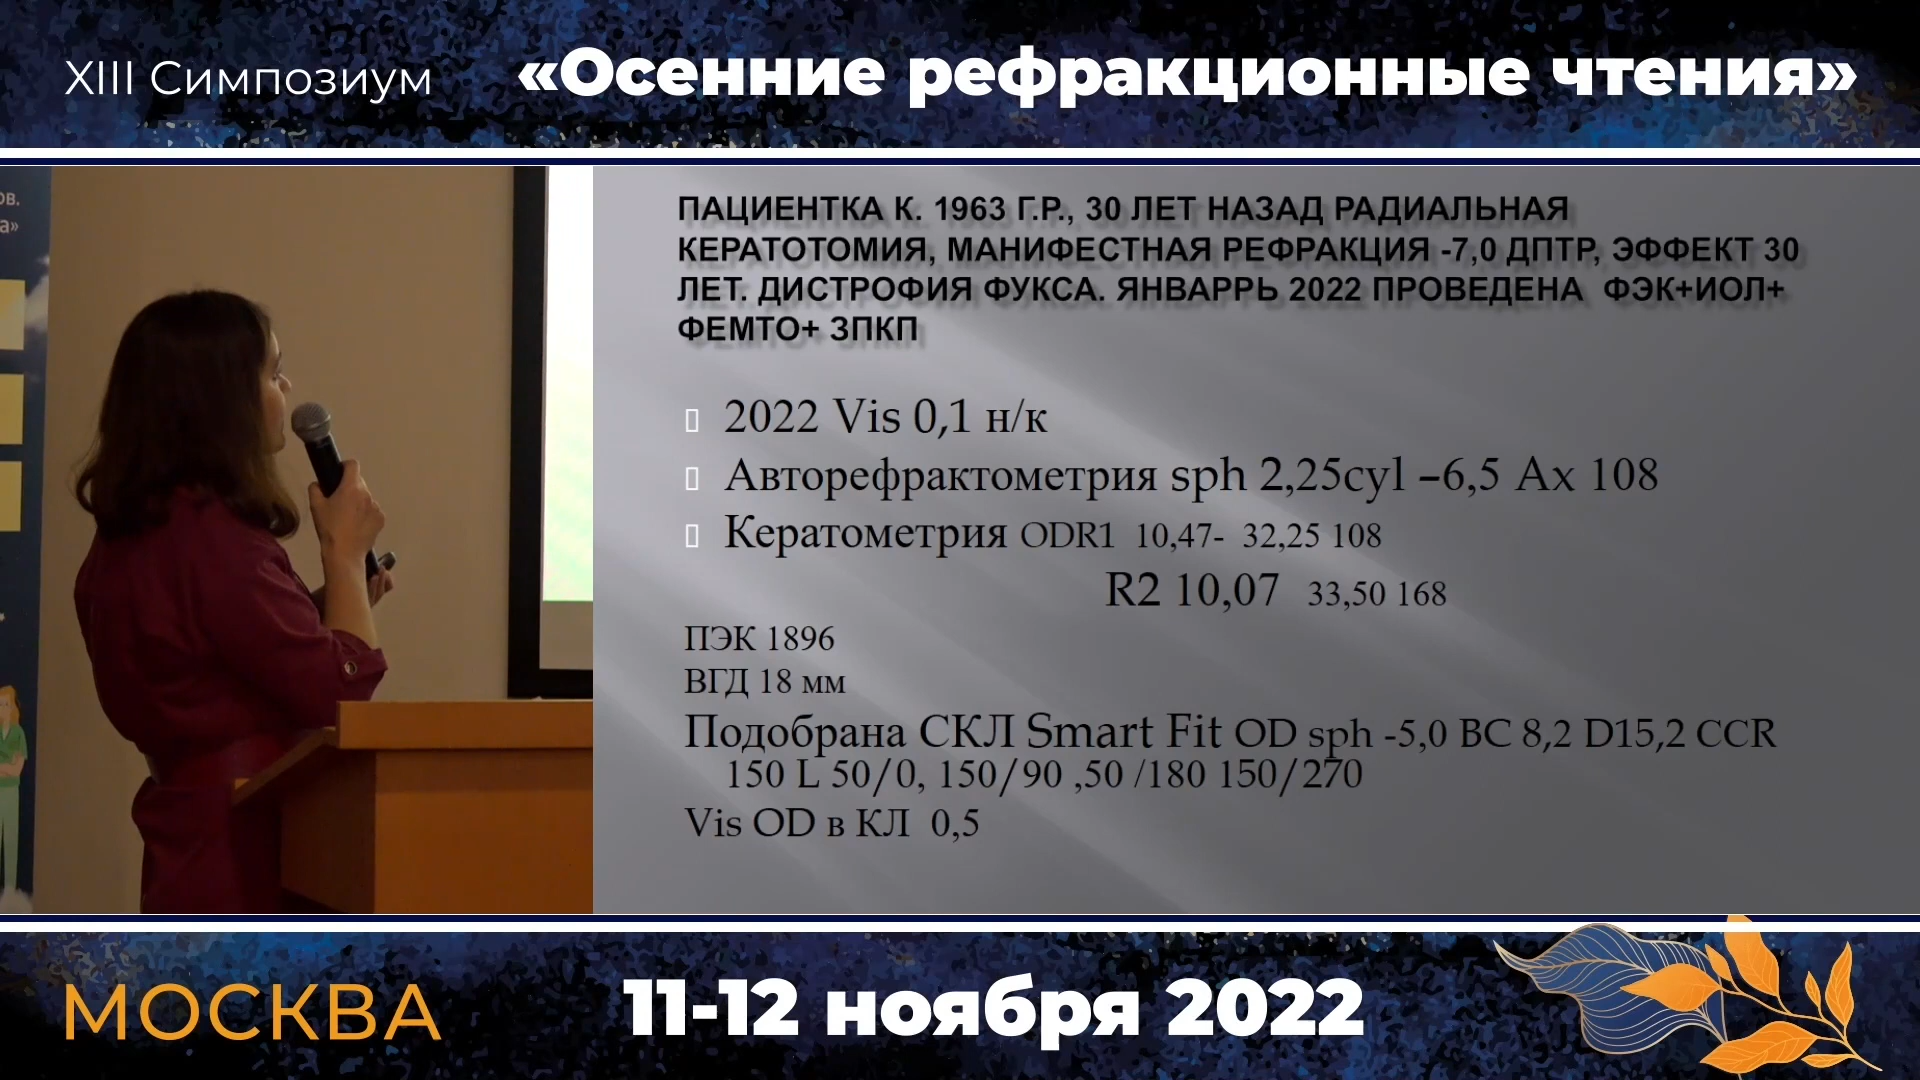 XIII Симпозиум «Осенние рефракционные чтения»
ов.
а»
ПАЦИЕНТКА К. 1963 Г.Р., 30 ЛЕТ НАЗАД РАДИАЛЬНАЯ
КЕРАТОТОМИЯ, МАНИФЕСТНАЯ РЕФРАКЦИЯ -7,0 ДПТР, ЭФФЕКТ 30
ЛЕТ. ДИСТРОФИЯ ФУКСА. ЯНВАРРЬ 2022 ПРОВЕДЕНА ФЭК+ИОЛ+
ФЕМТО+ ЗПКП
2022 Vis 0,1 н/к
Авторефрактометрия sph 2,25cyl –6,5 Ax 108
Кератометрия ODR1 10,47- 32,25 108
R2 10,07 33,50 168
ПЭК 1896
ВГД 18 мм
Подобрана СКЛ Smart Fit OD sph -5,0 BC 8,2 D15,2 CCR
150 L 50/0, 150/90 ,50 /180 150/270
Vis OD в КЛ 0,5
МОСКВА 11-12 ноября 2022